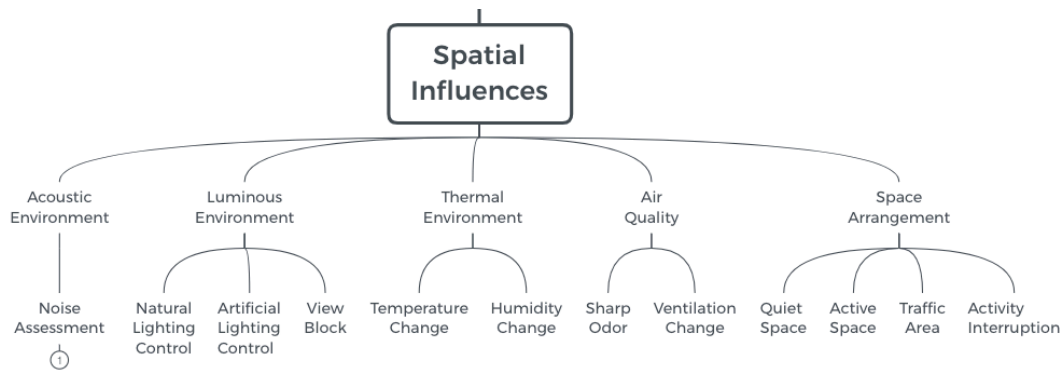 Spatial
Influences
Acoustic
Environment
Luminous
Environment
Thermal
Environment
Air
Quality
Space
Arrangement
Noise
Assessment
1
Natural
Lighting
Control
Artificial
Lighting
Control
View
Block
Temperature
Change
Humidity
Change
Sharp
Odor
Ventilation
Change
Quiet
Space
Active
Space
Traffic
Area
Activity
Interruption